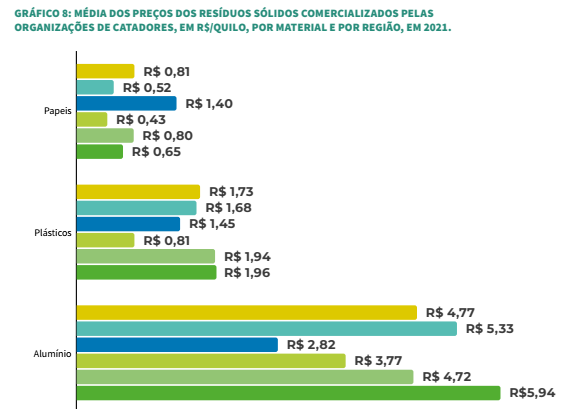 GRÁFICO 8: MÉDIA DOS PREÇOS DOS RESÍDUOS SÓLIDOS COMERCIALIZADOS PELAS
ORGANIZAÇÕES DE CATADORES, EM R$/QUILO, POR MATERIAL E POR REGIÃO, EM 2021.
R$ 0,81
R$ 0,52
R$ 1,40
Papeis
R$ 0,43
R$ 0,80
R$ 0,65
R$ 1,73
R$ 1,68
R$ 1,45
Plásticos
R$ 0,81
R$ 1,94
R$ 1,96
R$ 4,77
R$ 5,33
R$ 2,82
Alumínio
R$ 3,77
R$ 4,72
R$5,94